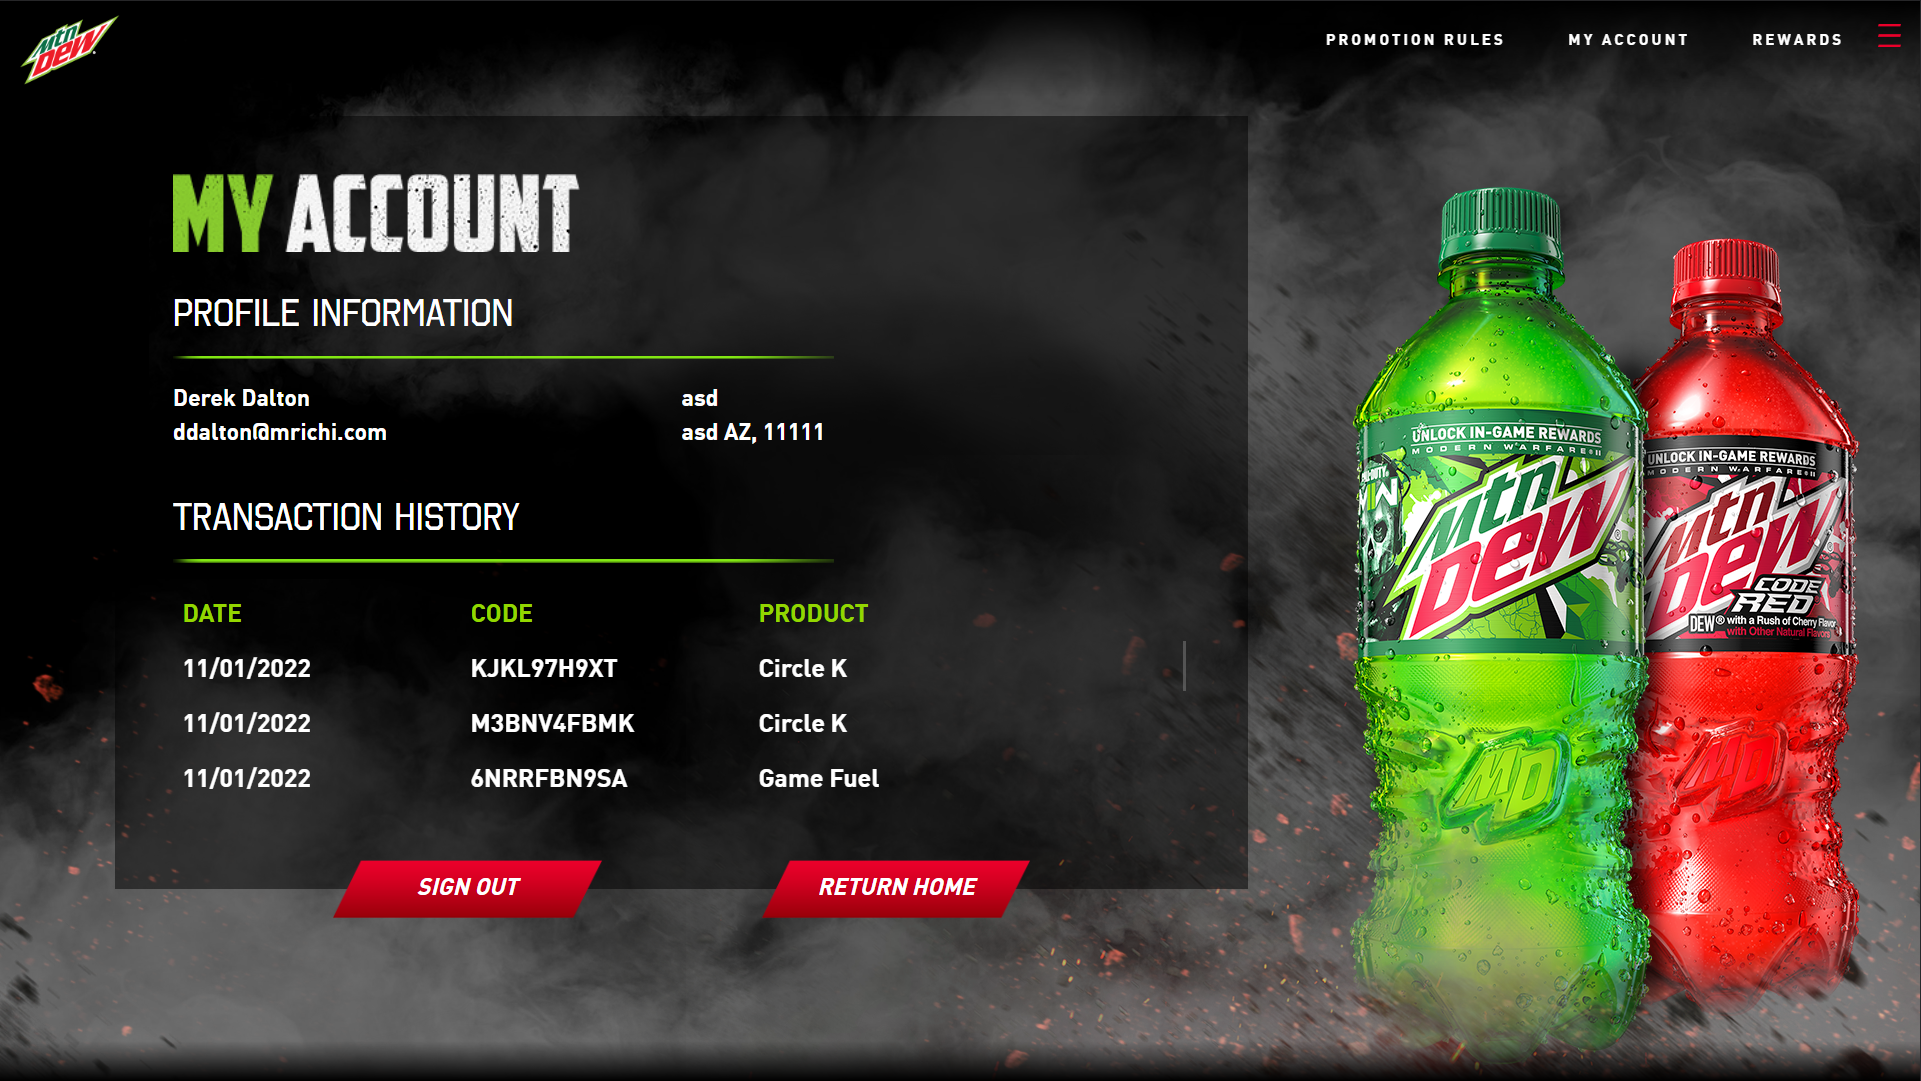 mtn
DEW
PROMOTION RULES
MY ACCOUNT
REWARDS
MY ACCOUNT
PROFILE INFORMATION
Derek Dalton
asd
ddalton@mrichi.com
asd AZ, 11111
TRANSACTION HISTORY
DATE CODE PRODUCT
11/01/2022 KJKL97H9XT Circle K
11/01/2022 M3BNV4FBMK Circle K
11/01/2022 6NRRFBN9SA Game Fuel
SIGN OUT
RETURN HOME
UNLOCK IN-GAME REWARDS
MODERN WARFARE® II
MW
mtn
DEW
MD
UNLOCK IN-GAME REWARDS
MODERN WARFARE® II
mtn
DEW
CODE
RED
DEW® with a Rush of Cherry Flavor
with Other Natural Flavors
MD